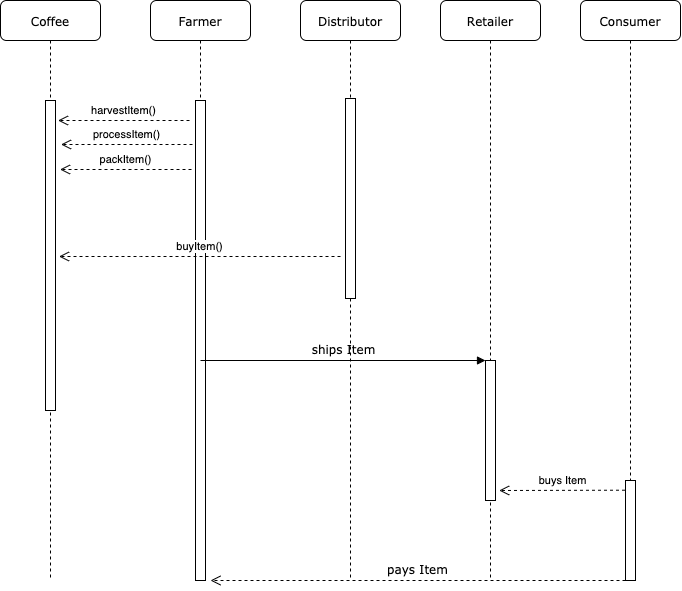 Coffee
Farmer
Distributor
Retailer
Consumer
harvestItem()
processItem()
packItem()
buyItem()
ships Item
buys Item
pays Item